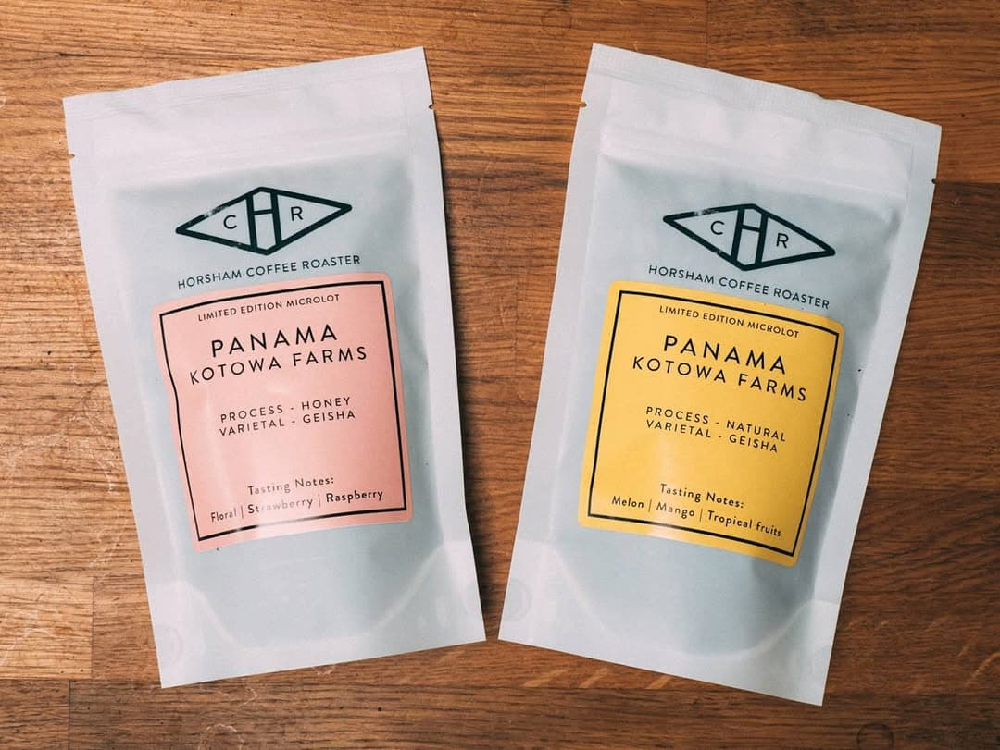 C H R
HORSHAM COFFEE ROASTER
LIMITED EDITION MICROLOT
PANAMA
KOTOWA FARMS
PROCESS - HONEY
VARIETAL - GEISHA
Tasting Notes:
Floral | Strawberry | Raspberry
C H R
HORSHAM COFFEE ROASTER
LIMITED EDITION MICROLOT
PANAMA
KOTOWA FARMS
PROCESS - NATURAL
VARIETAL - GEISHA
Tasting Notes:
Melon | Mango | Tropical fruits